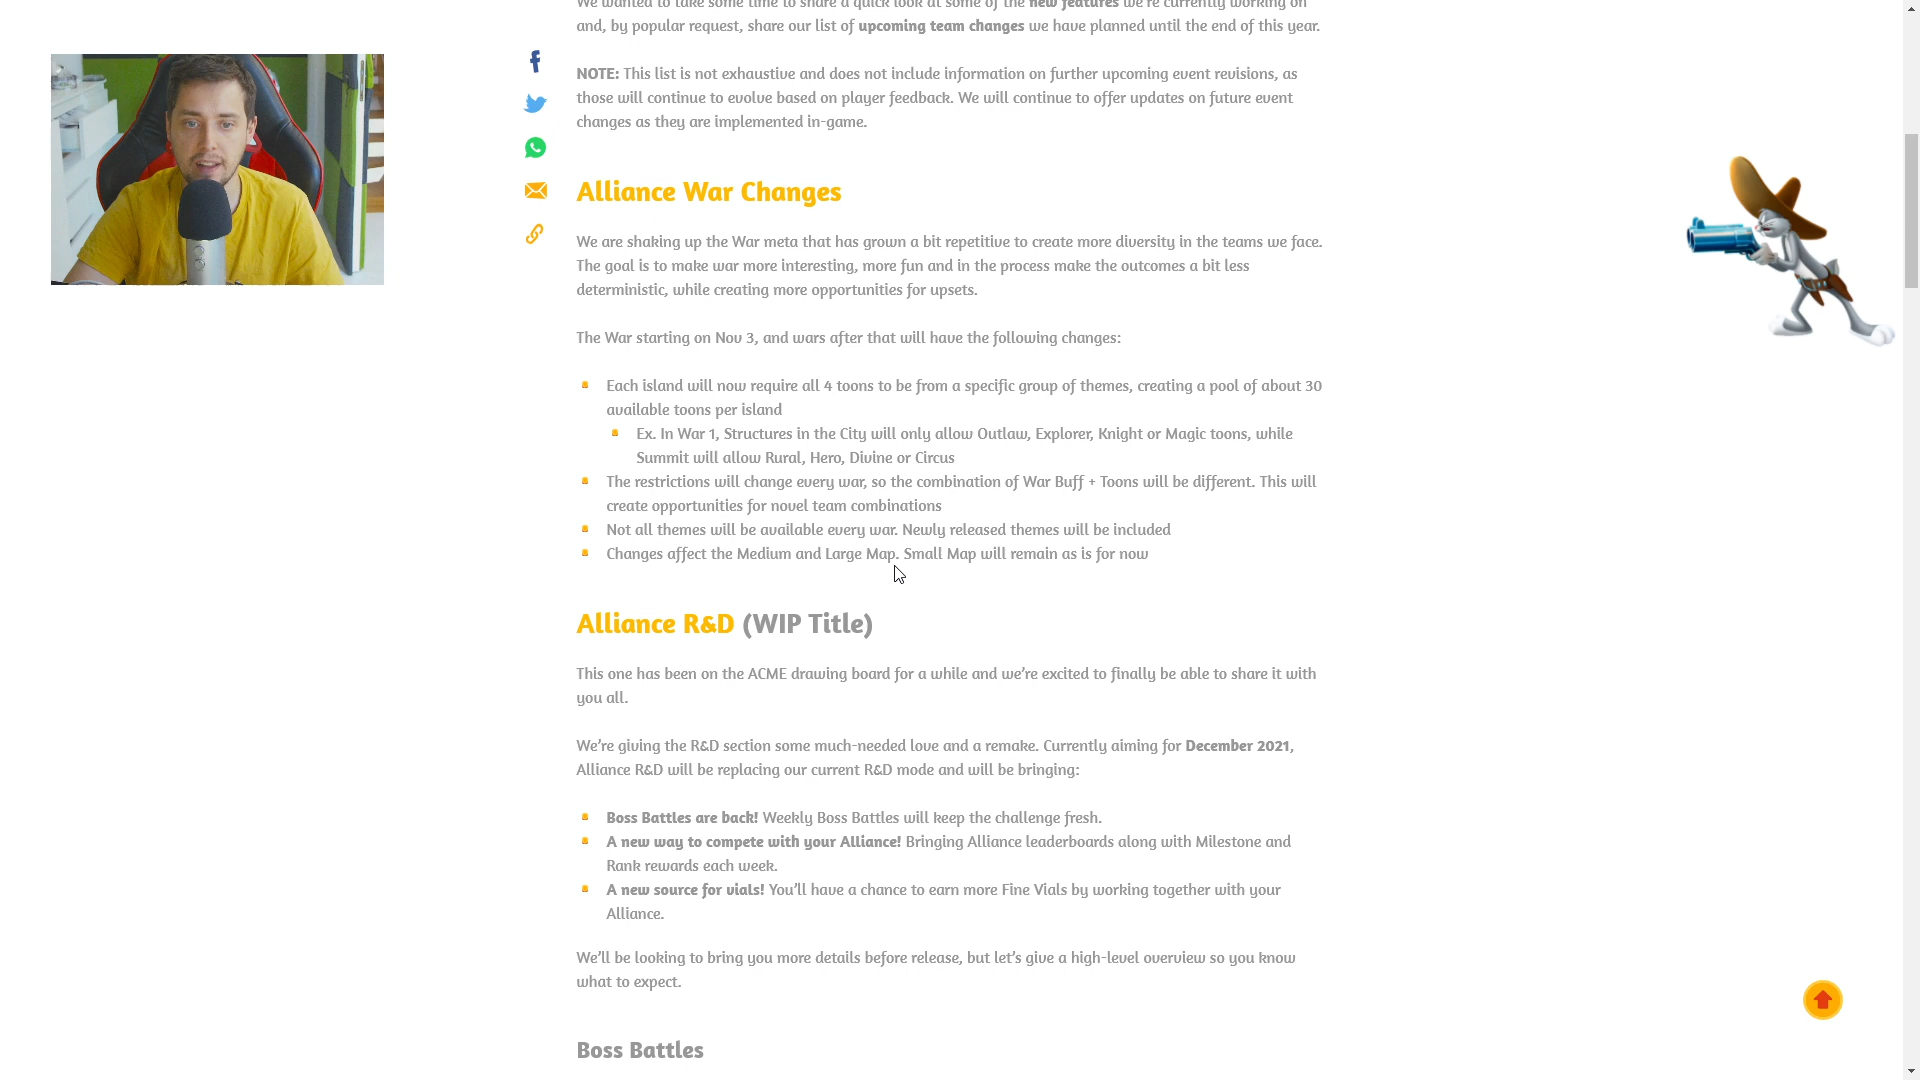 We wanted to take some time to share a quick look at some of the new features we're currently working on
and, by popular request, share our list of upcoming team changes we have planned until the end of this year.
NOTE: This list is not exhaustive and does not include information on further upcoming event revisions, as
those will continue to evolve based on player feedback. We will continue to offer updates on future event
changes as they are implemented in-game.
Alliance War Changes
We are shaking up the War meta that has grown a bit repetitive to create more diversity in the teams we face.
The goal is to make war more interesting, more fun and in the process make the outcomes a bit less
deterministic, while creating more opportunities for upsets.
The War starting on Nov 3, and wars after that will have the following changes:
Each island will now require all 4 toons to be from a specific group of themes, creating a pool of about 30
available toons per island
Ex. In War 1, Structures in the City will only allow Outlaw, Explorer, Knight or Magic toons, while
Summit will allow Rural, Hero, Divine or Circus
The restrictions will change every war, so the combination of War Buff + Toons will be different. This will
create opportunities for novel team combinations
Not all themes will be available every war. Newly released themes will be included
Changes affect the Medium and Large Map. Small Map will remain as is for now
Alliance R&D (WIP Title)
This one has been on the ACME drawing board for a while and we're excited to finally be able to share it with
you all.
We're giving the R&D section some much-needed love and a remake. Currently aiming for December 2021,
Alliance R&D will be replacing our current R&D mode and will be bringing:
Boss Battles are back! Weekly Boss Battles will keep the challenge fresh.
A new way to compete with your Alliance! Bringing Alliance leaderboards along with Milestone and
Rank rewards each week.
A new source for vials! You'll have a chance to earn more Fine Vials by working together with your
Alliance.
We'll be looking to bring you more details before release, but let's give a high-level overview so you know
what to expect.
Boss Battles